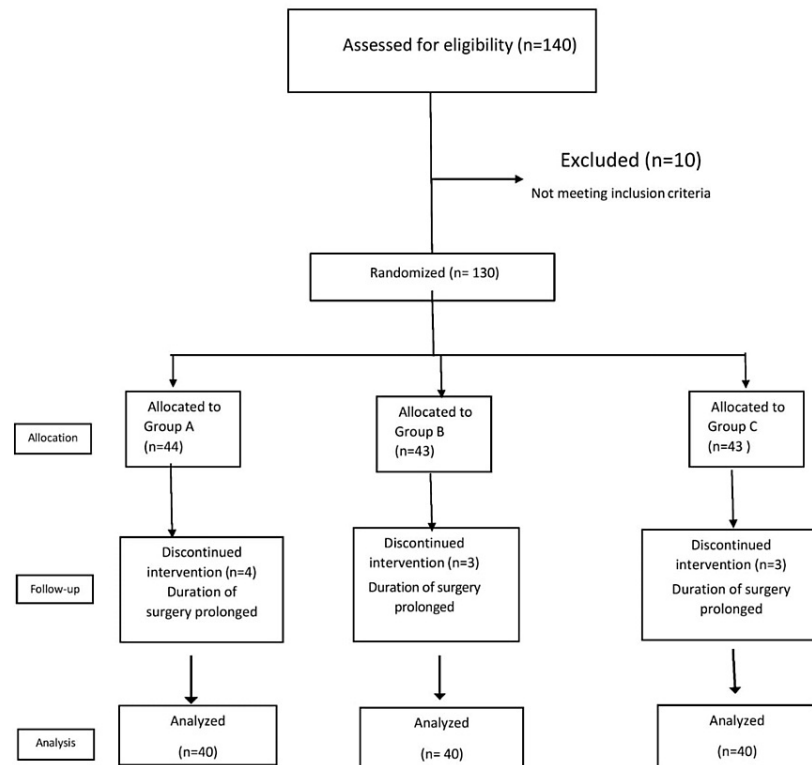 Assessed for eligibility (n=140)
Excluded (n=10)
Not meeting inclusion criteria
Randomized (n= 130)
Allocation
Allocated to
Group A
(n=44)
Allocated to
Group B
(n=43)
Allocated to
Group C
(n=43 )
Follow-up
Discontinued
intervention (n=4)
Duration of
surgery prolonged
Discontinued
intervention (n=3)
Duration of surgery
prolonged
Discontinued
intervention (n=3)
Duration of surgery
prolonged
Analysis
Analyzed
(n=40)
Analyzed
(n= 40)
Analyzed
(n=40)